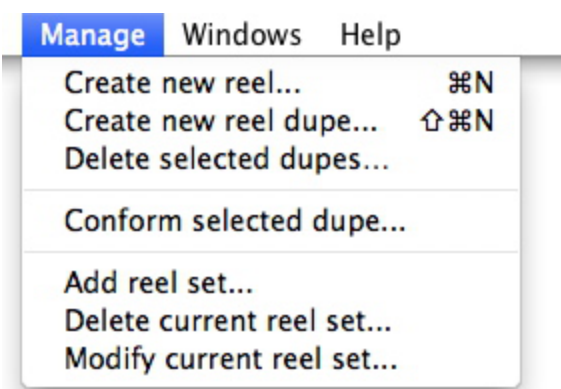 Manage Windows Help
Create new reel... ⌘N
Create new reel dupe... ⇧⌘N
Delete selected dupes...
Conform selected dupe...
Add reel set...
Delete current reel set...
Modify current reel set...